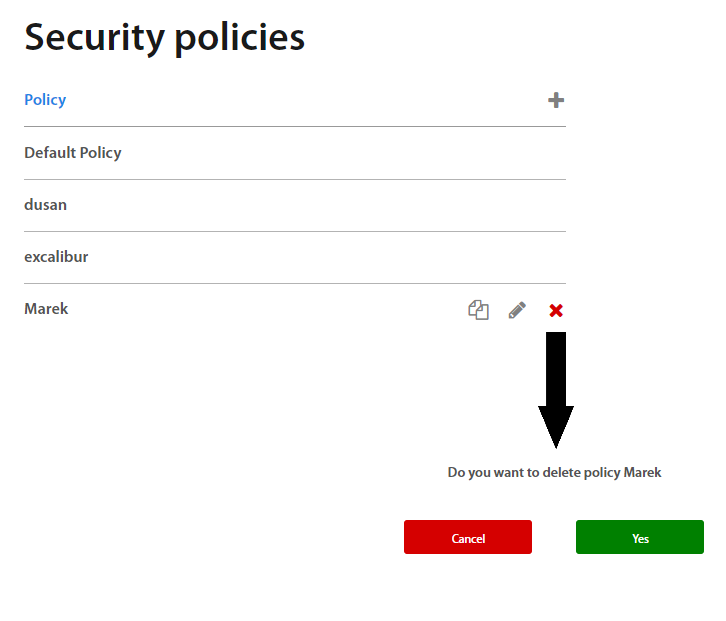 Security policies
Policy
Default Policy
dusan
excalibur
Marek
Do you want to delete policy Marek
Cancel Yes